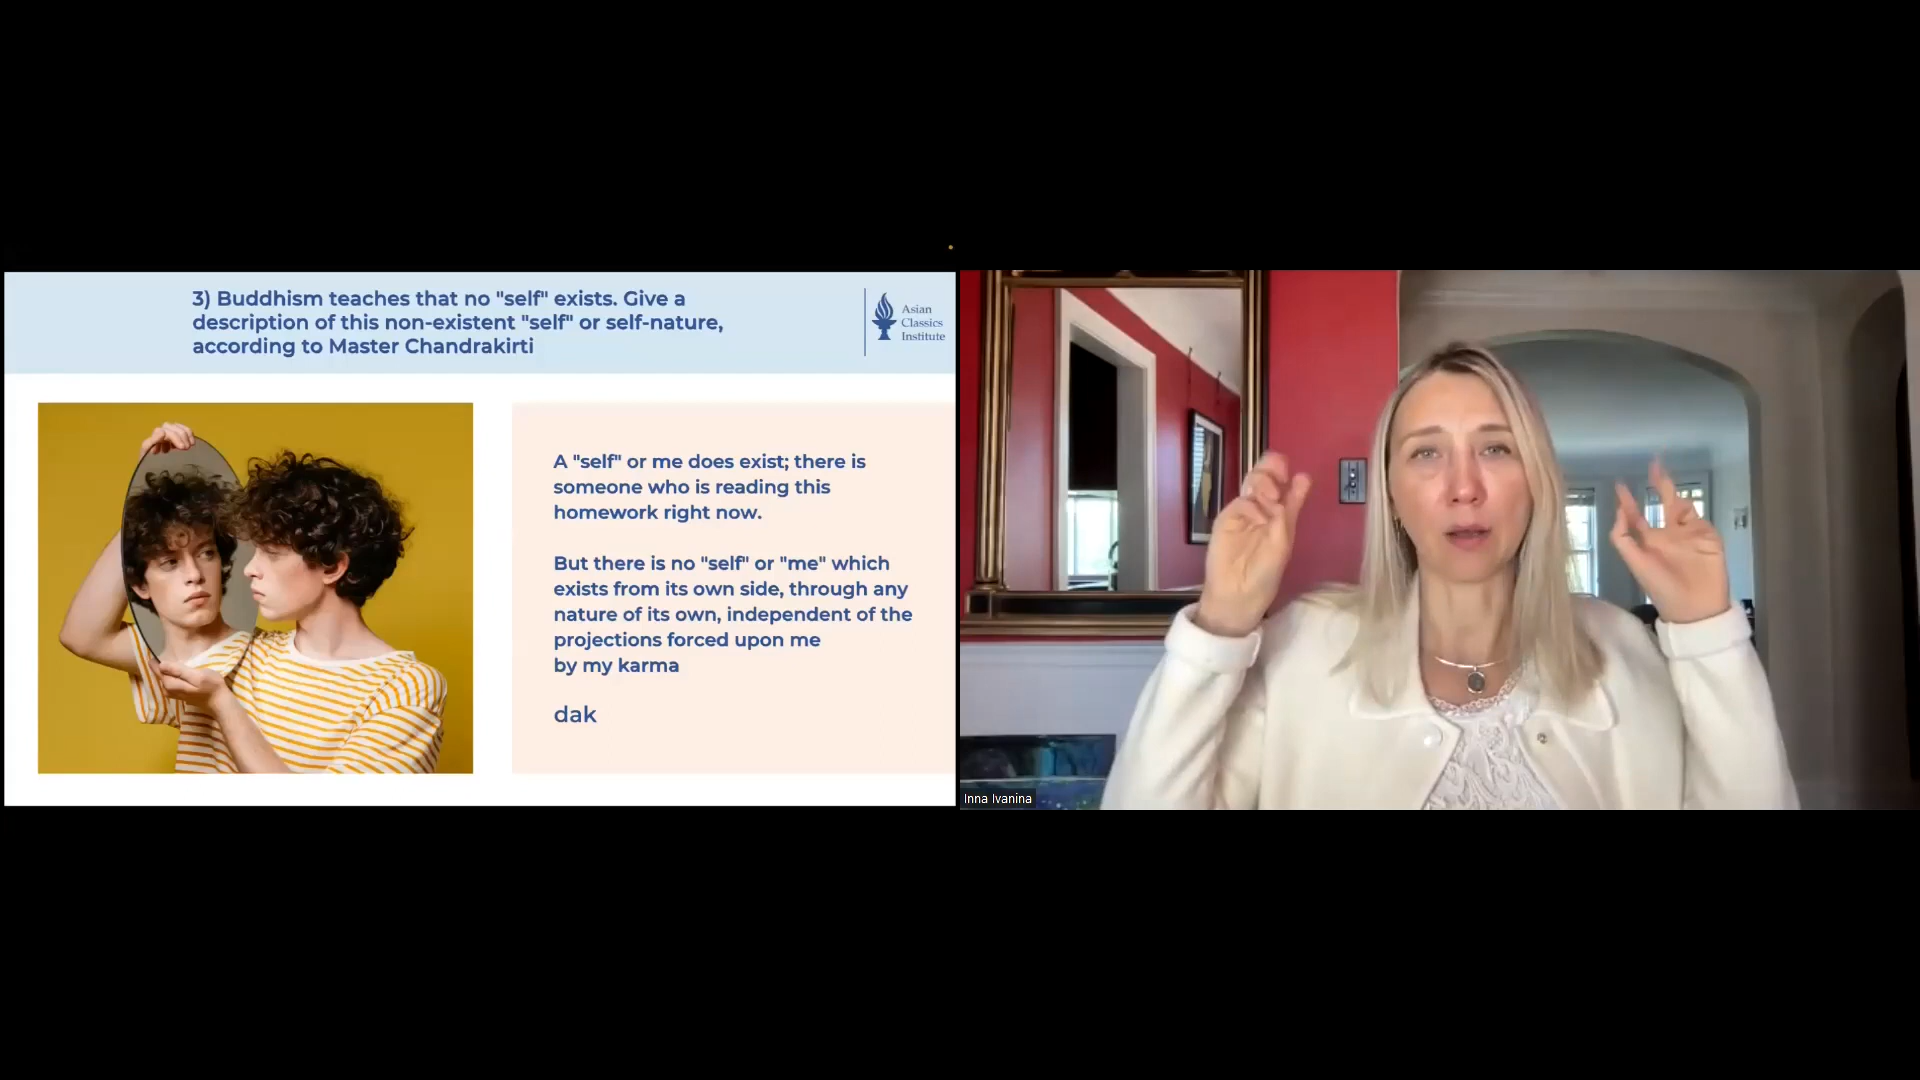 3) Buddhism teaches that no "self" exists. Give a
description of this non-existent "self" or self-nature,
according to Master Chandrakirti
Asian
Classics
Institute
A "self" or me does exist; there is
someone who is reading this
homework right now.
But there is no "self" or "me" which
exists from its own side, through any
nature of its own, independent of the
projections forced upon me
by my karma
dak
Inna Ivanina